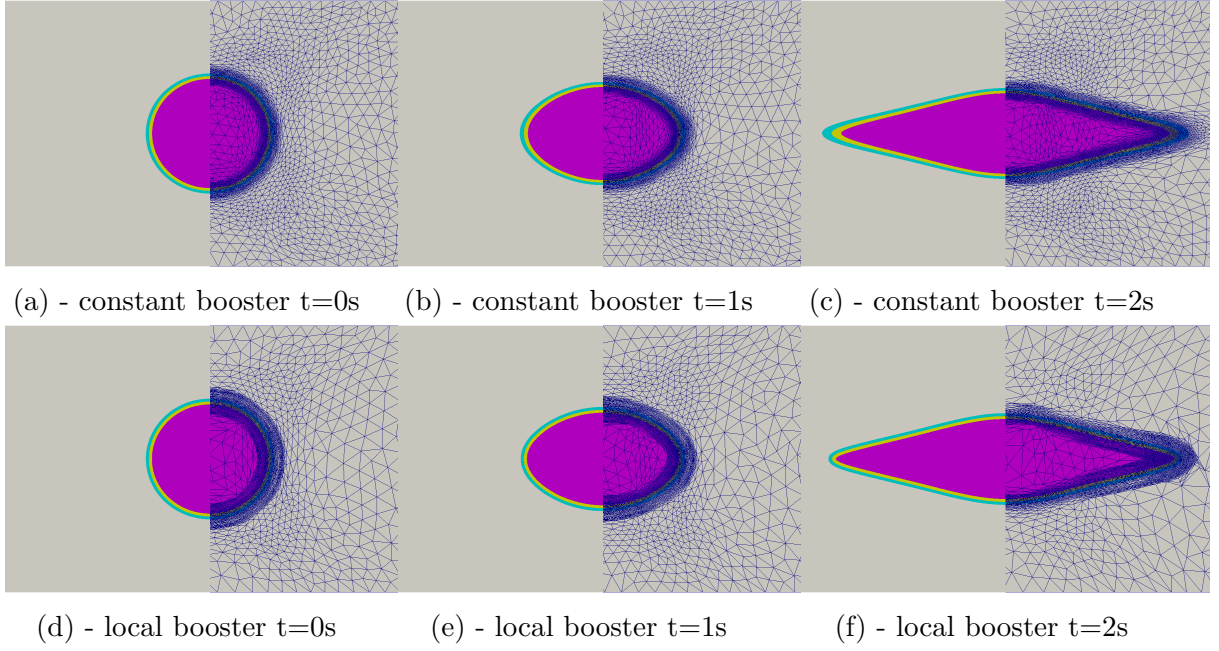 (a) - constant booster t=0s
(b) - constant booster t=1s
(c) - constant booster t=2s
(d) - local booster t=0s
(e) - local booster t=1s
(f) - local booster t=2s